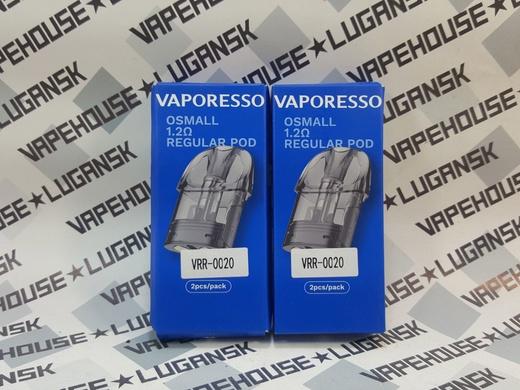 VAPEHOUSE★LUGANSK
VAPORESSO
OSMALL
1.2Ω
REGULAR POD
VRR-0020
2pcs/pack
VAPORESSO
OSMALL
1.2Ω
REGULAR POD
VRR-0020
2pcs/pack